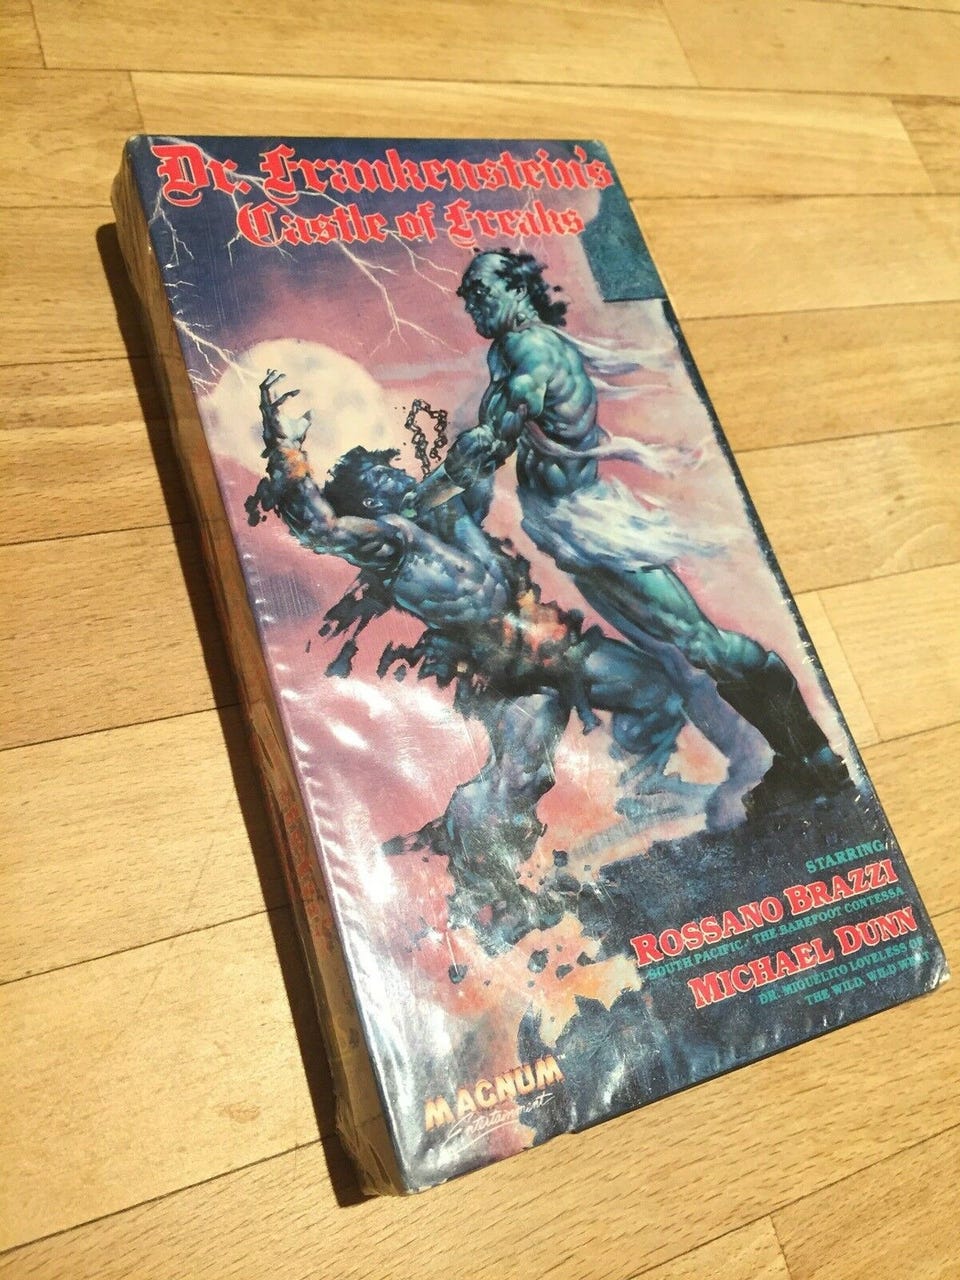 Dr. Frankenstein's
Castle of Freaks
STARRING
ROSSANO BRAZZI
SOUTH PACIFIC / THE BAREFOOT CONTESSA
MICHAEL DUNN
DR. MIGUELITO LOVELESS OF
THE WILD, WILD WEST
MAGNUM™
Entertainment